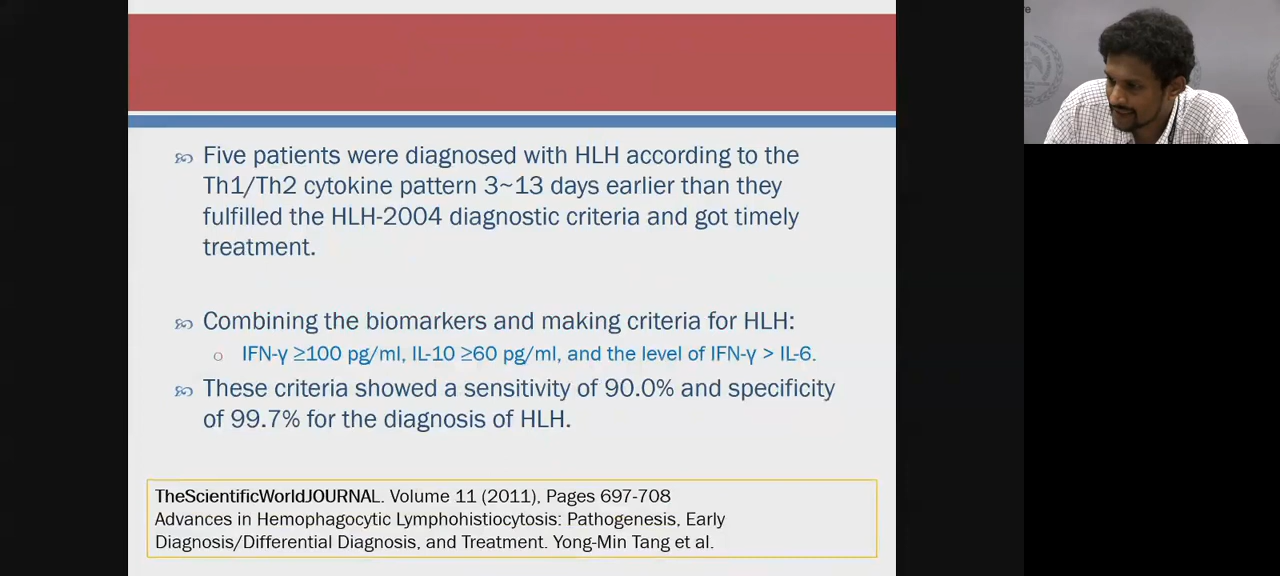 re
Five patients were diagnosed with HLH according to the
Th1/Th2 cytokine pattern 3~13 days earlier than they
fulfilled the HLH-2004 diagnostic criteria and got timely
treatment.
Combining the biomarkers and making criteria for HLH:
IFN-γ ≥100 pg/ml, IL-10 ≥60 pg/ml, and the level of IFN-γ > IL-6.
These criteria showed a sensitivity of 90.0% and specificity
of 99.7% for the diagnosis of HLH.
TheScientificWorldJOURNAL. Volume 11 (2011), Pages 697-708
Advances in Hemophagocytic Lymphohistiocytosis: Pathogenesis, Early
Diagnosis/Differential Diagnosis, and Treatment. Yong-Min Tang et al.